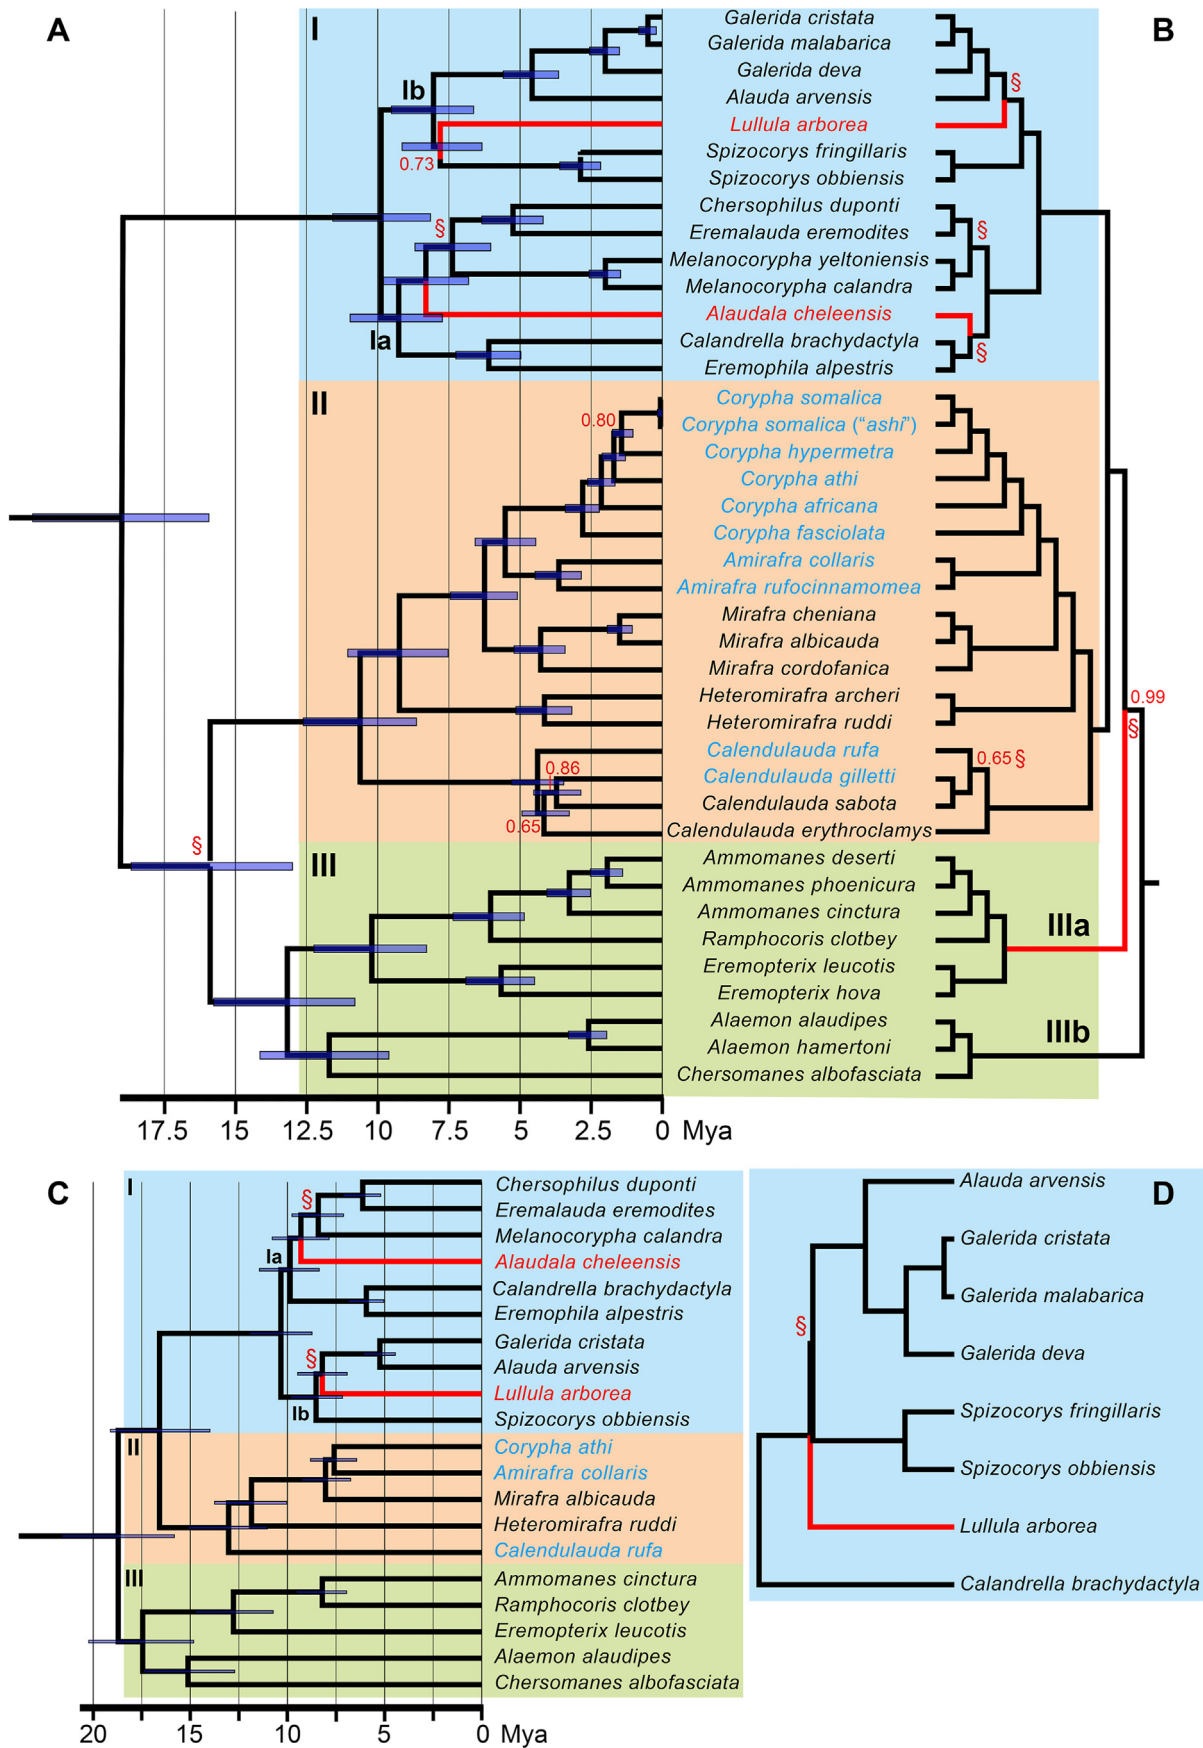 A
B
I
Galerida cristata
Galerida malabarica
Galerida deva
§
Ib
Alauda arvensis
Lullula arborea
0.73
Spizocorys fringillaris
Spizocorys obbiensis
Chersophilus duponti
§
§
Eremalauda eremodites
Melanocorypha yeltoniensis
Melanocorypha calandra
Alaudala cheleensis
Ia
Calandrella brachydactyla
§
Eremophila alpestris
II
Corypha somalica
0.80
Corypha somalica (“ashi”)
Corypha hypermetra
Corypha athi
Corypha africana
Corypha fasciolata
Amirafra collaris
Amirafra rufocinnamomea
Mirafra cheniana
Mirafra albicauda
Mirafra cordofanica
Heteromirafra archeri
0.99
Heteromirafra ruddi
§
Calendulauda rufa
0.65 §
0.86
Calendulauda gilletti
Calendulauda sabota
0.65
Calendulauda erythroclamys
§
III
Ammomanes deserti
Ammomanes phoenicura
Ammomanes cinctura
IIIa
Ramphocoris clotbey
Eremopterix leucotis
Eremopterix hova
Alaemon alaudipes
IIIb
Alaemon hamertoni
Chersomanes albofasciata
17.5 15 12.5 10 7.5 5 2.5 0 Mya
C
I
Chersophilus duponti
§
Eremalauda eremodites
Melanocorypha calandra
Ia
Alaudala cheleensis
Calandrella brachydactyla
Eremophila alpestris
Galerida cristata
§
Alauda arvensis
Lullula arborea
Ib
Spizocorys obbiensis
II
Corypha athi
Amirafra collaris
Mirafra albicauda
Heteromirafra ruddi
Calendulauda rufa
III
Ammomanes cinctura
Ramphocoris clotbey
Eremopterix leucotis
Alaemon alaudipes
Chersomanes albofasciata
20 15 10 5 0 Mya
D
Alauda arvensis
Galerida cristata
Galerida malabarica
§
Galerida deva
Spizocorys fringillaris
Spizocorys obbiensis
Lullula arborea
Calandrella brachydactyla